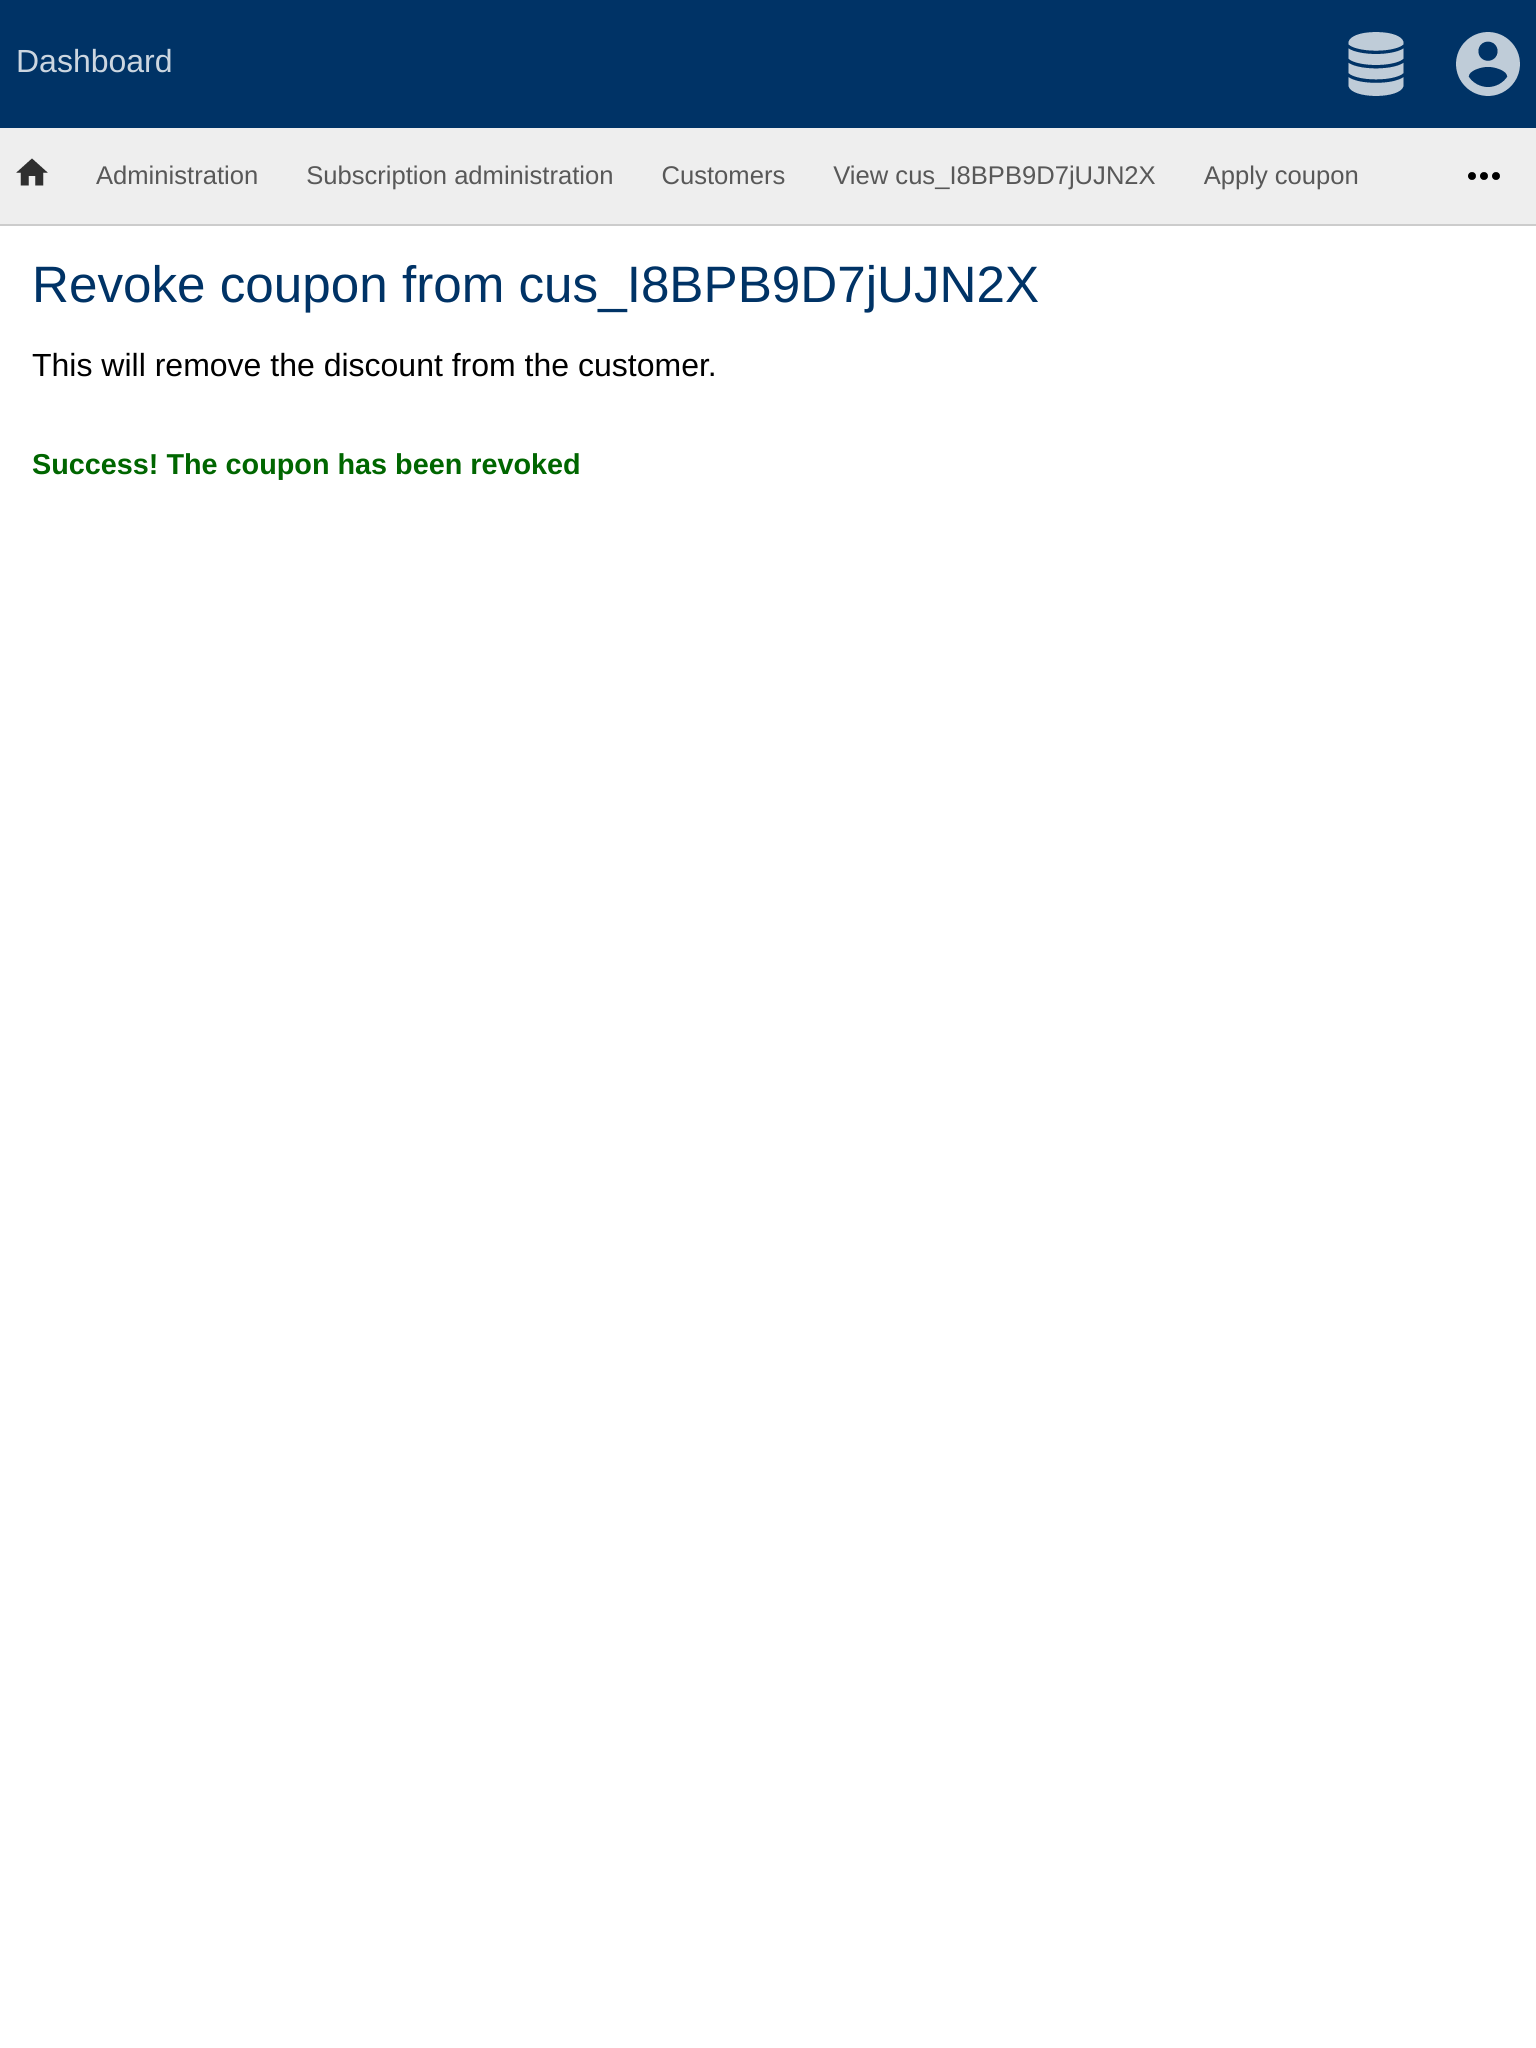 Dashboard
Administration Subscription administration Customers View cus_I8BPB9D7jUJN2X Apply coupon
Revoke coupon from cus_I8BPB9D7jUJN2X
This will remove the discount from the customer.
Success! The coupon has been revoked